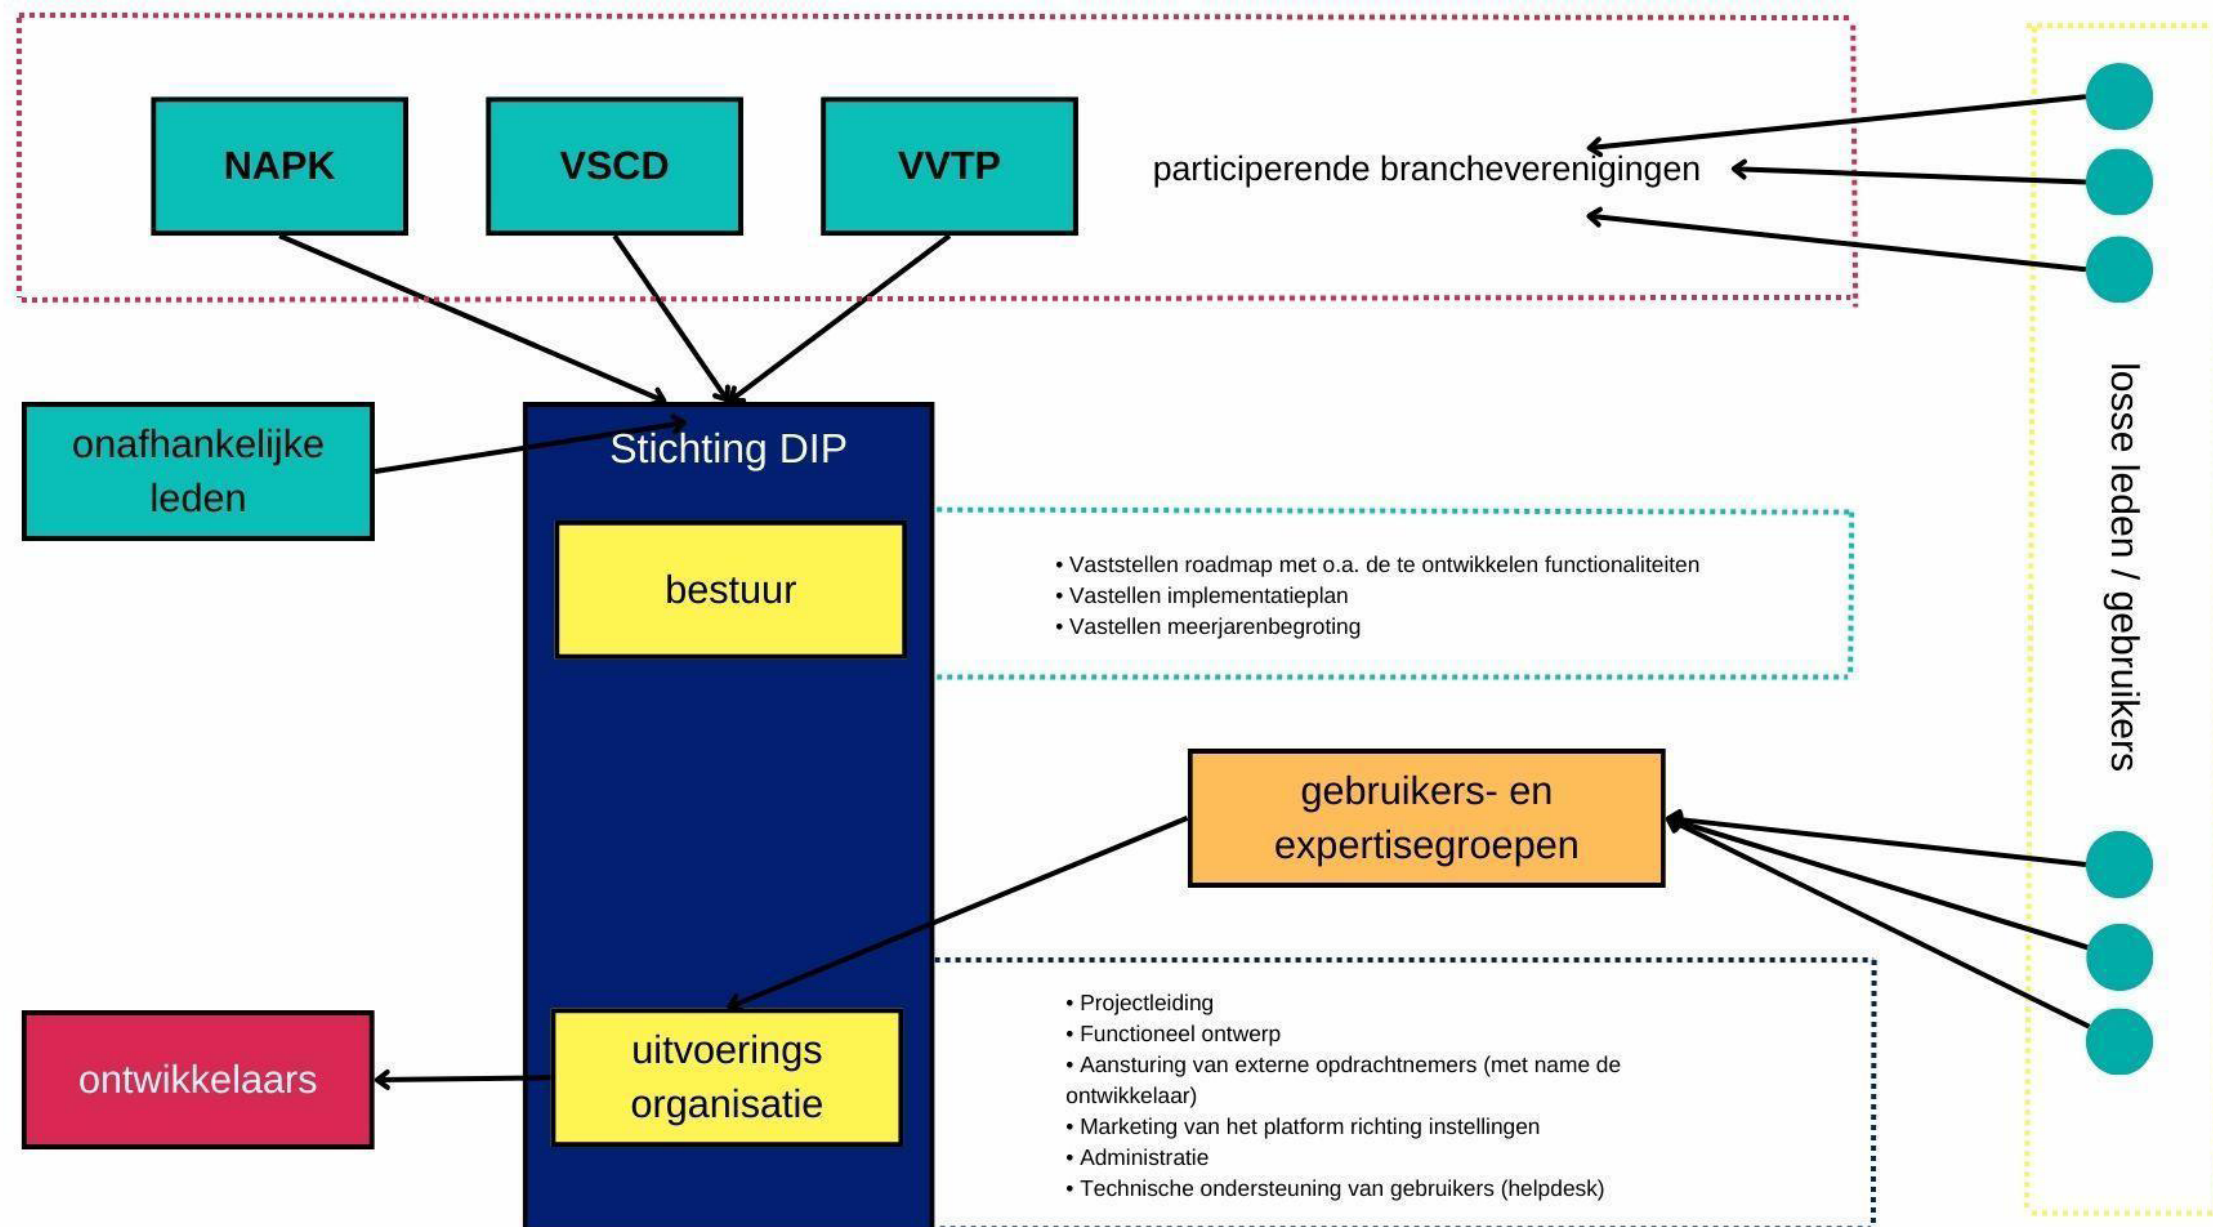 NAPK
VSCD
VVTP
participerende brancheverenigingen
onafhankelijke
leden
Stichting DIP
bestuur
• Vaststellen roadmap met o.a. de te ontwikkelen functionaliteiten
• Vastellen implementatieplan
• Vastellen meerjarenbegroting
losse leden / gebruikers
gebruikers- en
expertisegroepen
ontwikkelaars
uitvoerings
organisatie
• Projectleiding
• Functioneel ontwerp
• Aansturing van externe opdrachtnemers (met name de
ontwikkelaar)
• Marketing van het platform richting instellingen
• Administratie
• Technische ondersteuning van gebruikers (helpdesk)